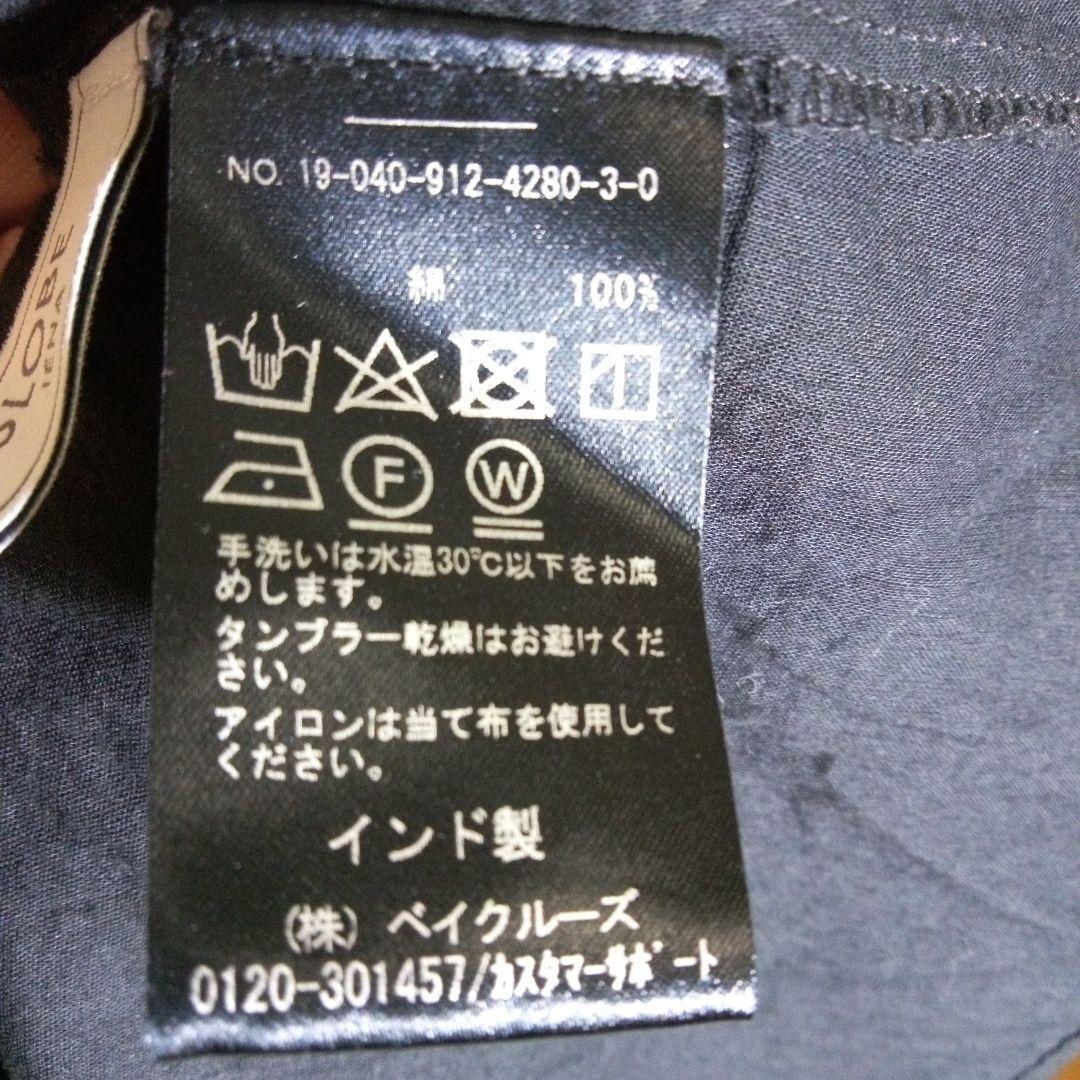 NO. 19-040-912-4280-3-0
綿 100%
F W
手洗いは水温30℃以下をお薦
めします。
タンブラー乾燥はお避けくだ
さい。
アイロンは当て布を使用して
ください。
インド製
(株) ベイクルーズ
0120-301457/カスタマーサポート
LOBE
IENA